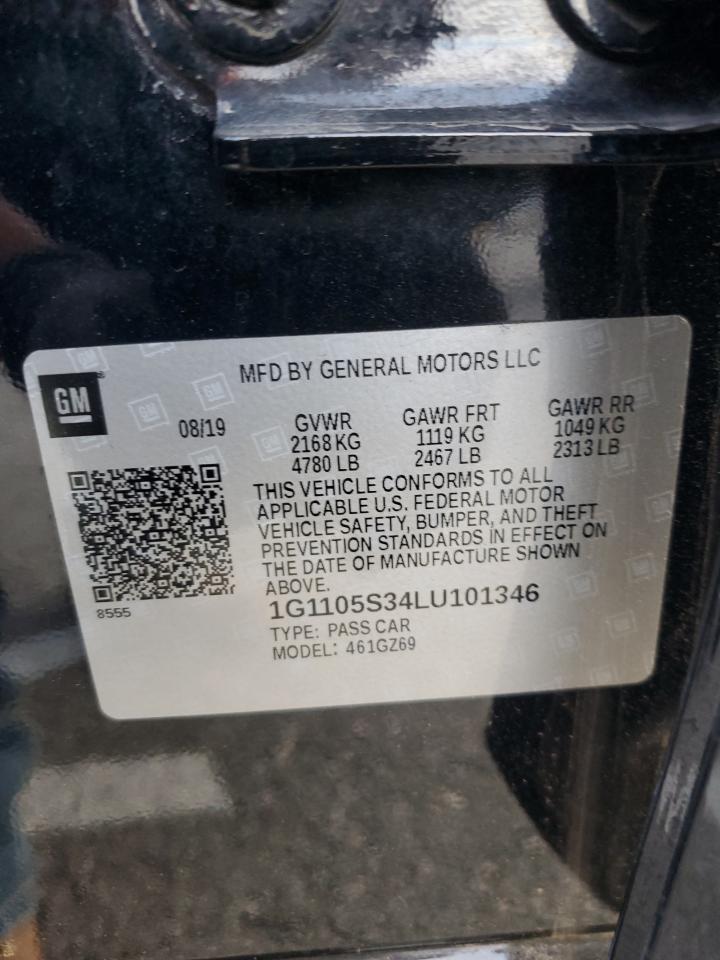 MFD BY GENERAL MOTORS LLC
GM
08/19
GVWR
2168 KG
4780 LB
GAWR FRT
1119 KG
2467 LB
GAWR RR
1049 KG
2313 LB
THIS VEHICLE CONFORMS TO ALL
APPLICABLE U.S. FEDERAL MOTOR
VEHICLE SAFETY, BUMPER, AND THEFT
PREVENTION STANDARDS IN EFFECT ON
THE DATE OF MANUFACTURE SHOWN
ABOVE.
8555
1G1105S34LU101346
TYPE: PASS CAR
MODEL: 461GZ69